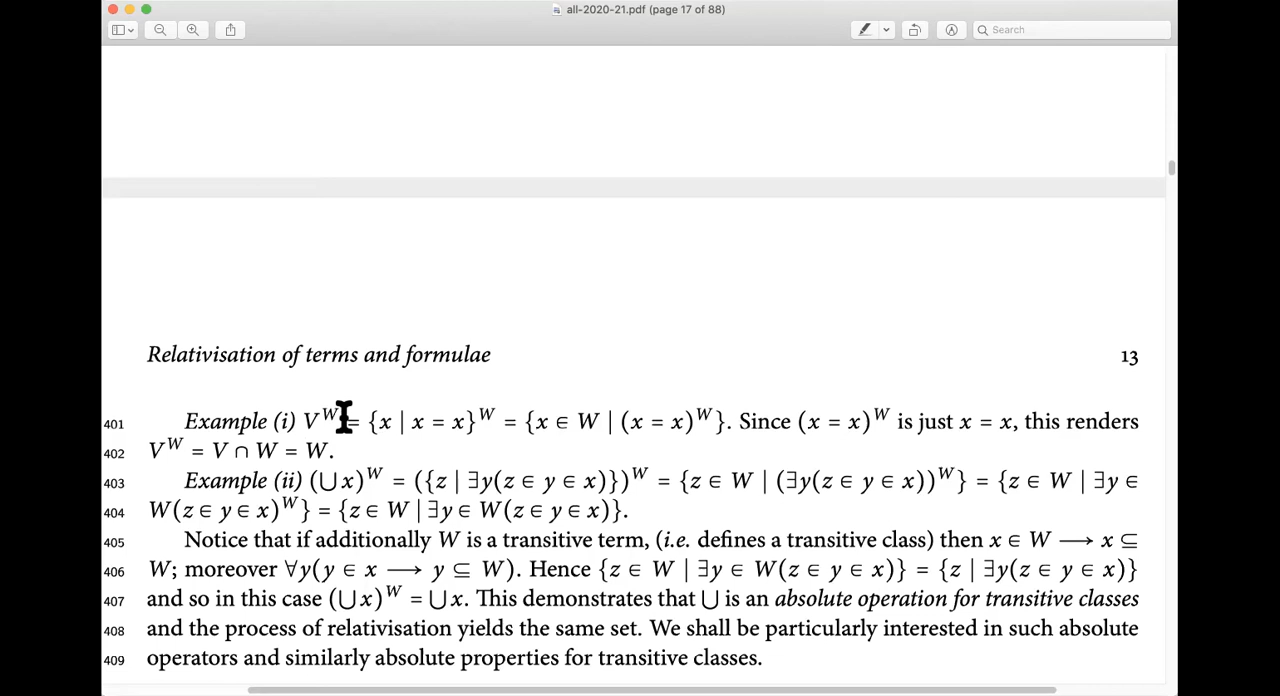 all-2020-21.pdf (page 17 of 88)
Search
Relativisation of terms and formulae 13
401 Example (i) V^W = {x | x = x}^W = {x ∈ W | (x = x)^W}. Since (x = x)^W is just x = x, this renders
402 V^W = V ∩ W = W.
403 Example (ii) (⋃ x)^W = ({z | ∃y(z ∈ y ∈ x)})^W = {z ∈ W | (∃y(z ∈ y ∈ x))^W} = {z ∈ W | ∃y ∈
404 W(z ∈ y ∈ x)^W} = {z ∈ W | ∃y ∈ W(z ∈ y ∈ x)}.
405 Notice that if additionally W is a transitive term, (i.e. defines a transitive class) then x ∈ W ⟶ x ⊆
406 W; moreover ∀y(y ∈ x ⟶ y ⊆ W). Hence {z ∈ W | ∃y ∈ W(z ∈ y ∈ x)} = {z | ∃y(z ∈ y ∈ x)}
407 and so in this case (⋃ x)^W = ⋃ x. This demonstrates that ⋃ is an absolute operation for transitive classes
408 and the process of relativisation yields the same set. We shall be particularly interested in such absolute
409 operators and similarly absolute properties for transitive classes.